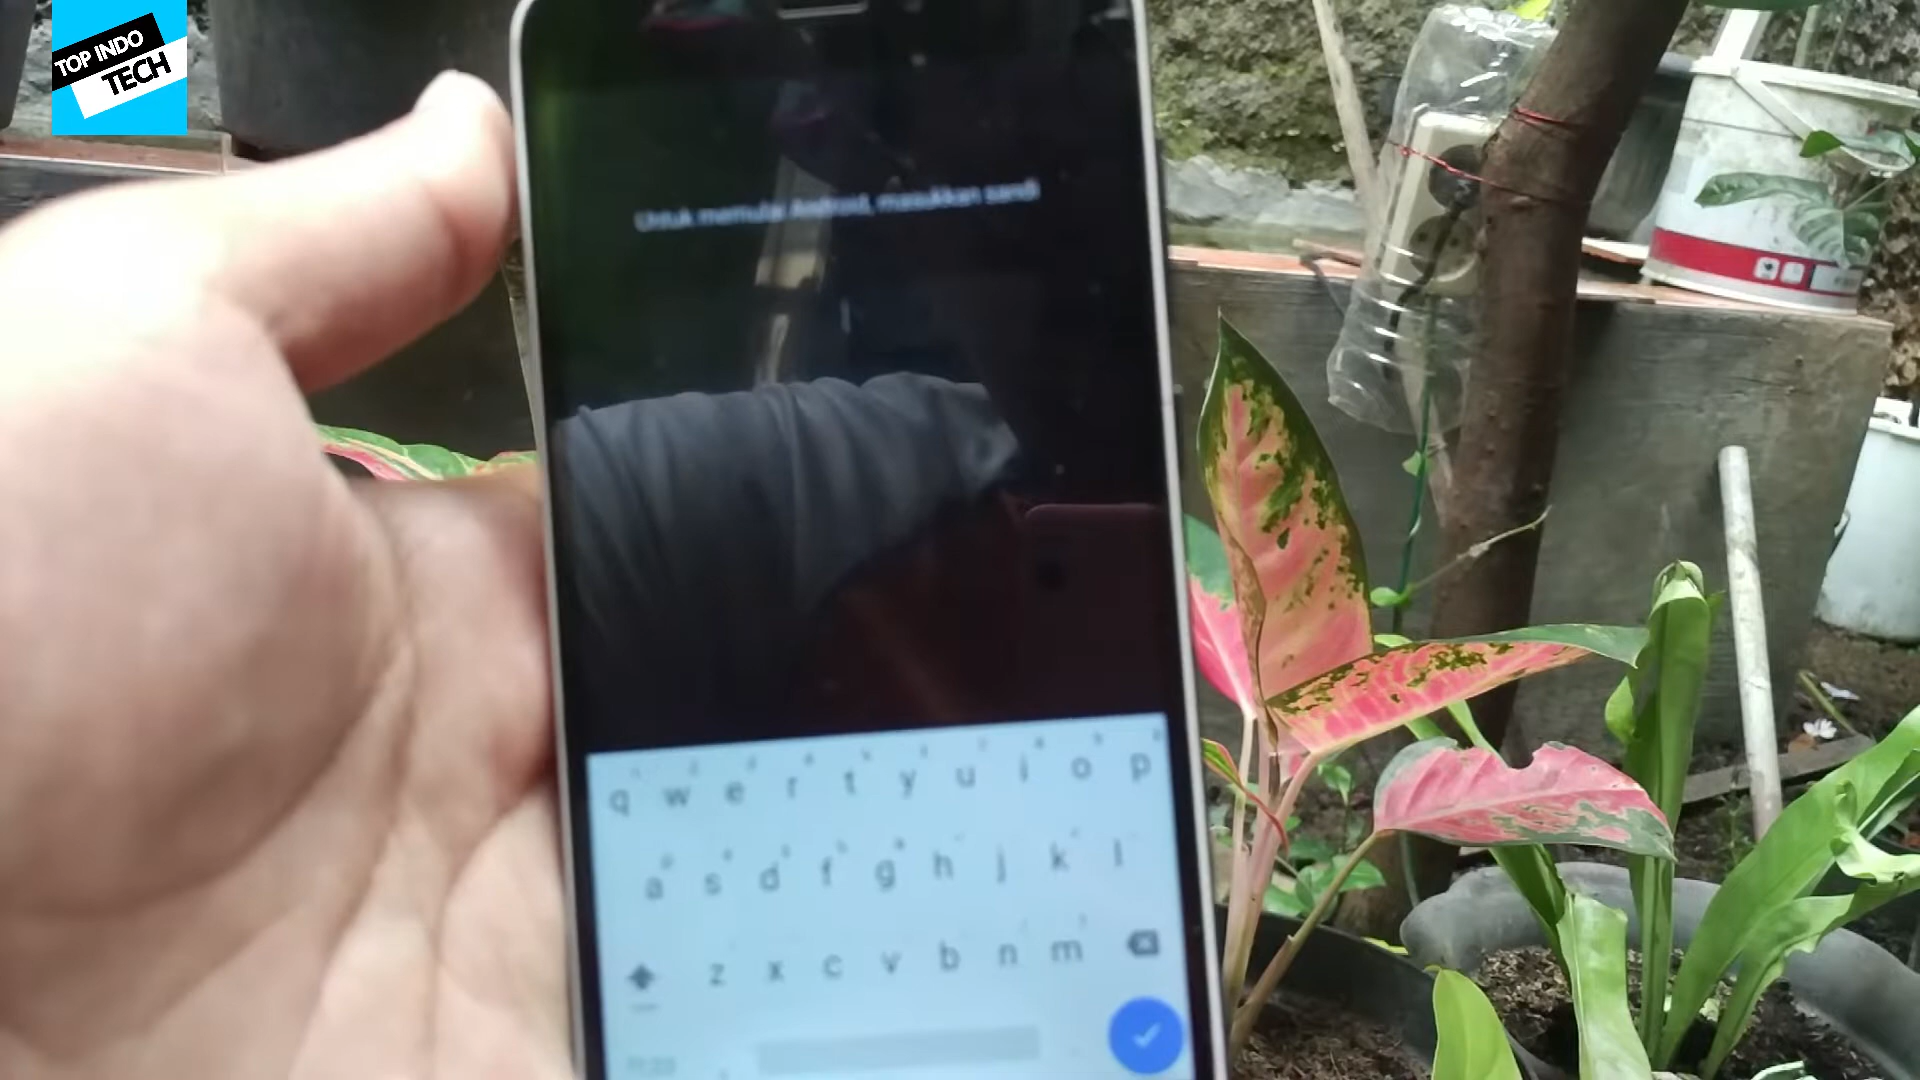 TOP INDO
TECH
Untuk memulai Android, masukkan sandi
q w e r t y u i o p
a s d f g h j k l
z x c v b n m